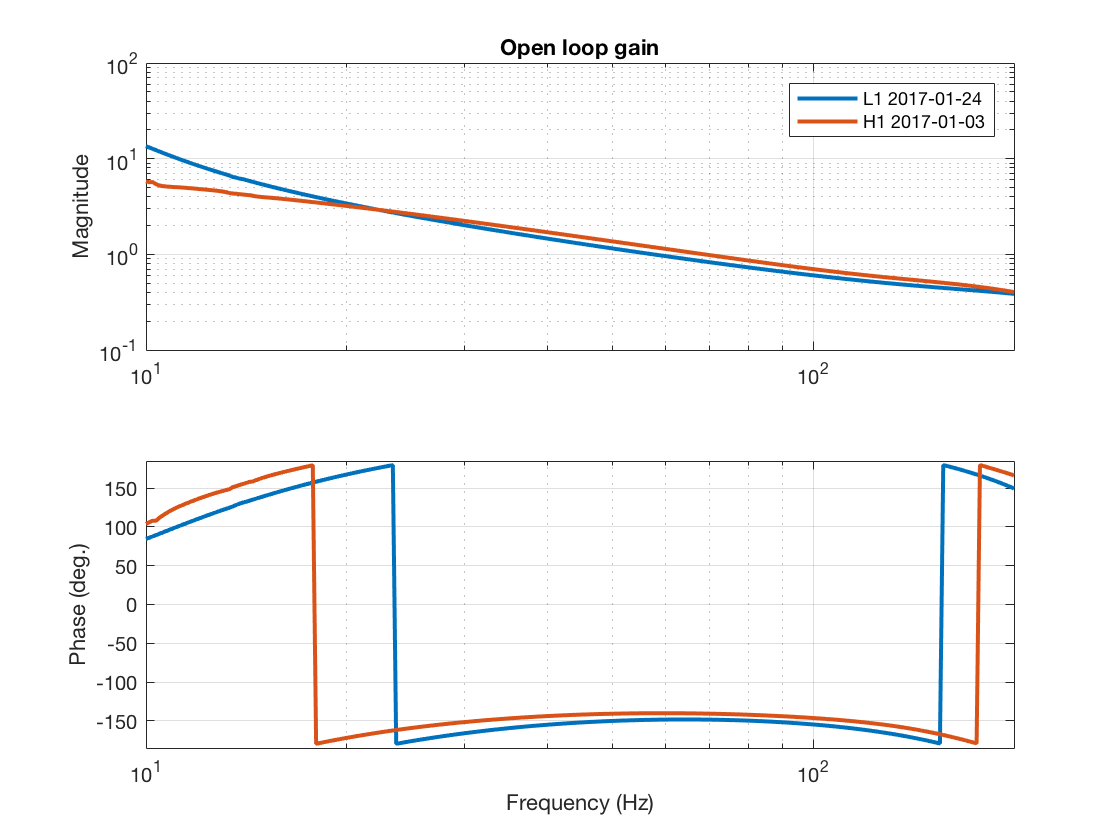 Open loop gain
10^2
10^1
10^0
10^-1
Magnitude
L1 2017-01-24
H1 2017-01-03
10^1
10^2
150
100
50
0
-50
-100
-150
Phase (deg.)
10^1
10^2
Frequency (Hz)